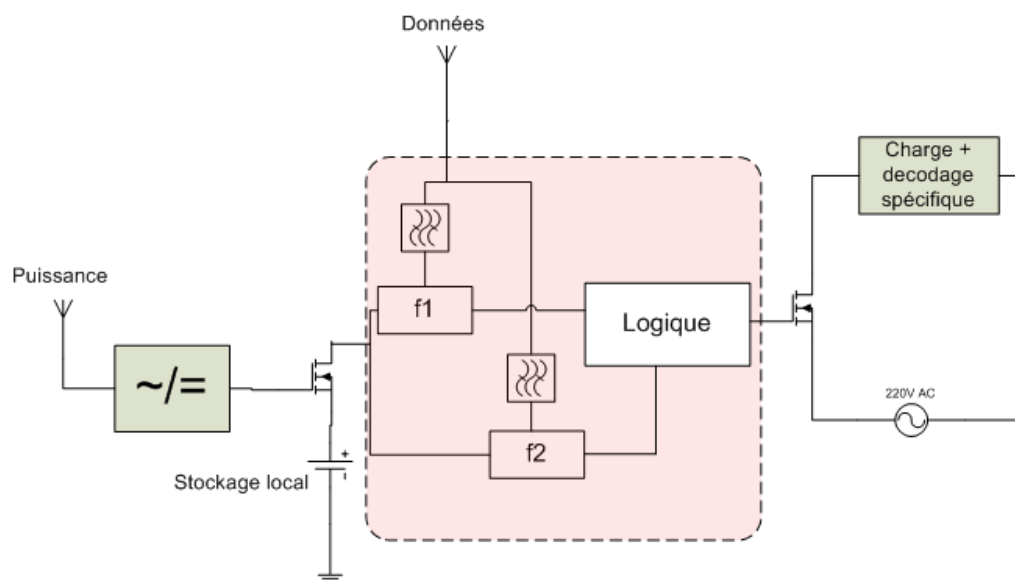 Données
Charge +
decodage
spécifique
Puissance
f1
Logique
~/=
220V AC
f2
+
-
Stockage local